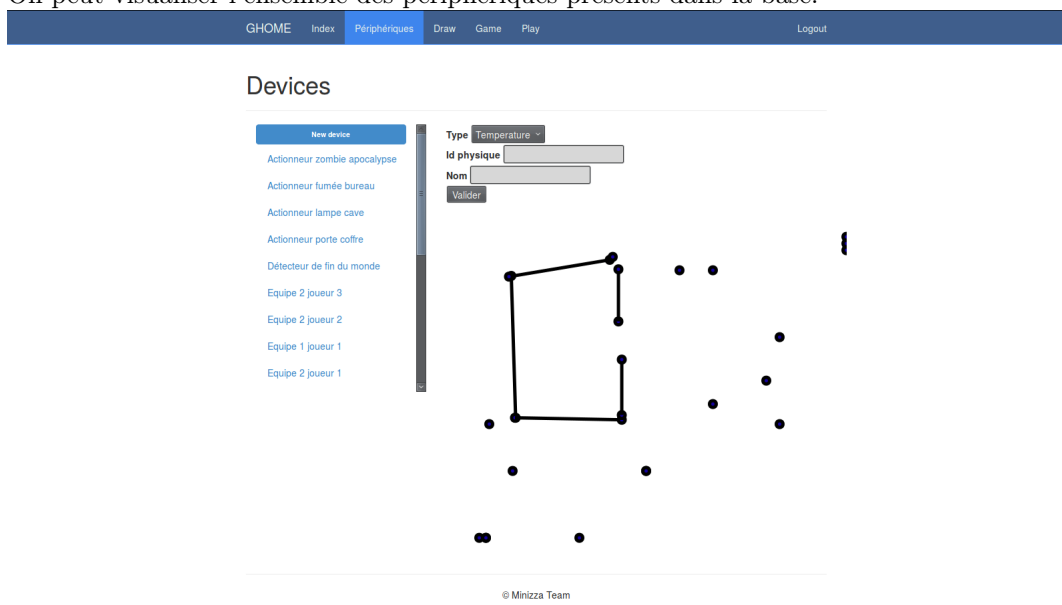 On peut visualiser l'ensemble des périphériques présents dans la base.
GHOME Index Périphériques Draw Game Play Logout
Devices
New device
Actionneur zombie apocalypse
Actionneur fumée bureau
Actionneur lampe cave
Actionneur porte coffre
Détecteur de fin du monde
Equipe 2 joueur 3
Equipe 2 joueur 2
Equipe 1 joueur 1
Equipe 2 joueur 1
Type Temperature
Id physique
Nom
Valider
© Minizza Team